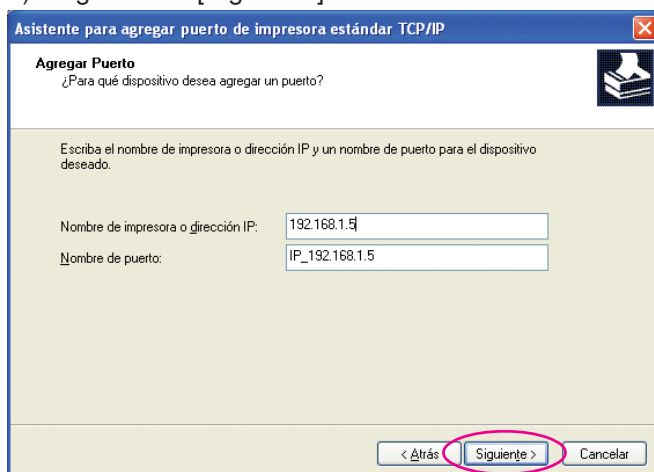 Asistente para agregar puerto de impresora estándar TCP/IP
Agregar Puerto
¿Para qué dispositivo desea agregar un puerto?
Escriba el nombre de impresora o dirección IP y un nombre de puerto para el dispositivo
deseado.
Nombre de impresora o dirección IP: 192.168.1.5
Nombre de puerto: IP_192.168.1.5
< Atrás Siguiente > Cancelar